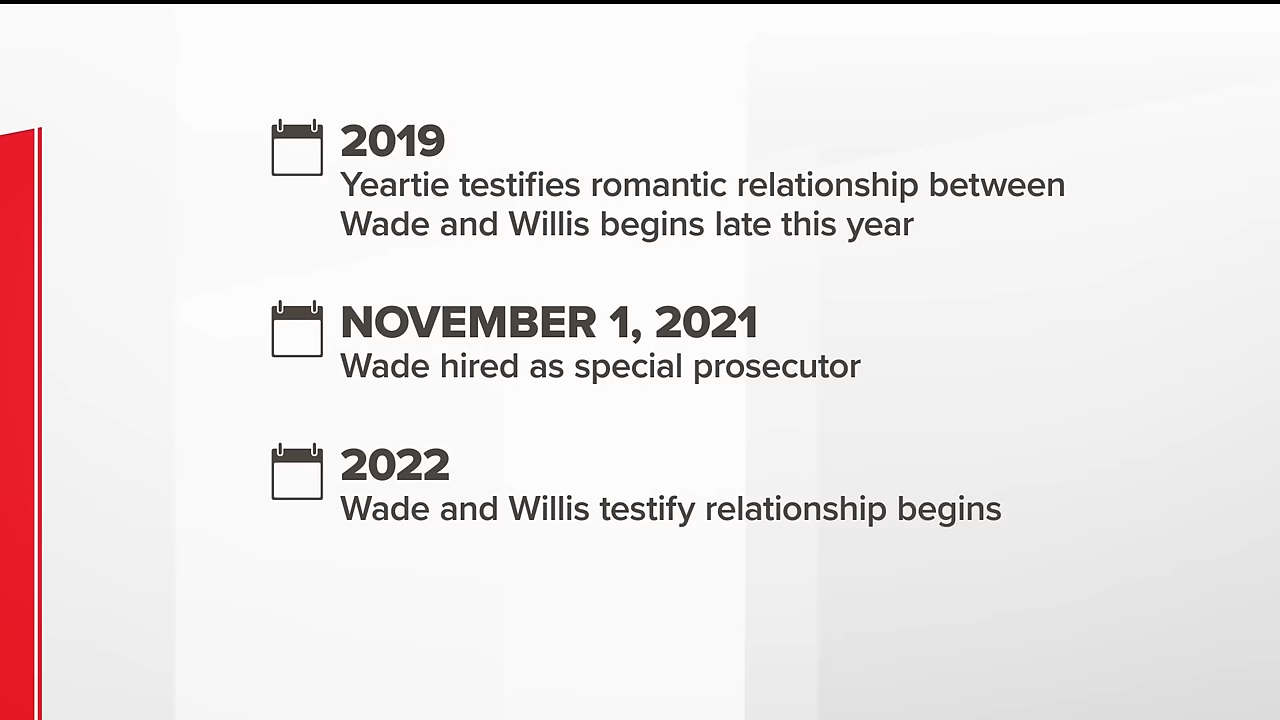 2019
Yeartie testifies romantic relationship between
Wade and Willis begins late this year
NOVEMBER 1, 2021
Wade hired as special prosecutor
2022
Wade and Willis testify relationship begins